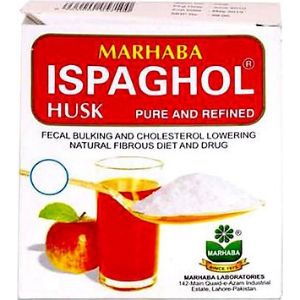 MARHABA
ISPAGHOL®
HUSK PURE AND REFINED
FECAL BULKING AND CHOLESTEROL LOWERING
NATURAL FIBROUS DIET AND DRUG
MARHABA
MARHABA LABORATORIES
142-Main Quaid-e-Azam Industrial
Estate, Lahore-Pakistan